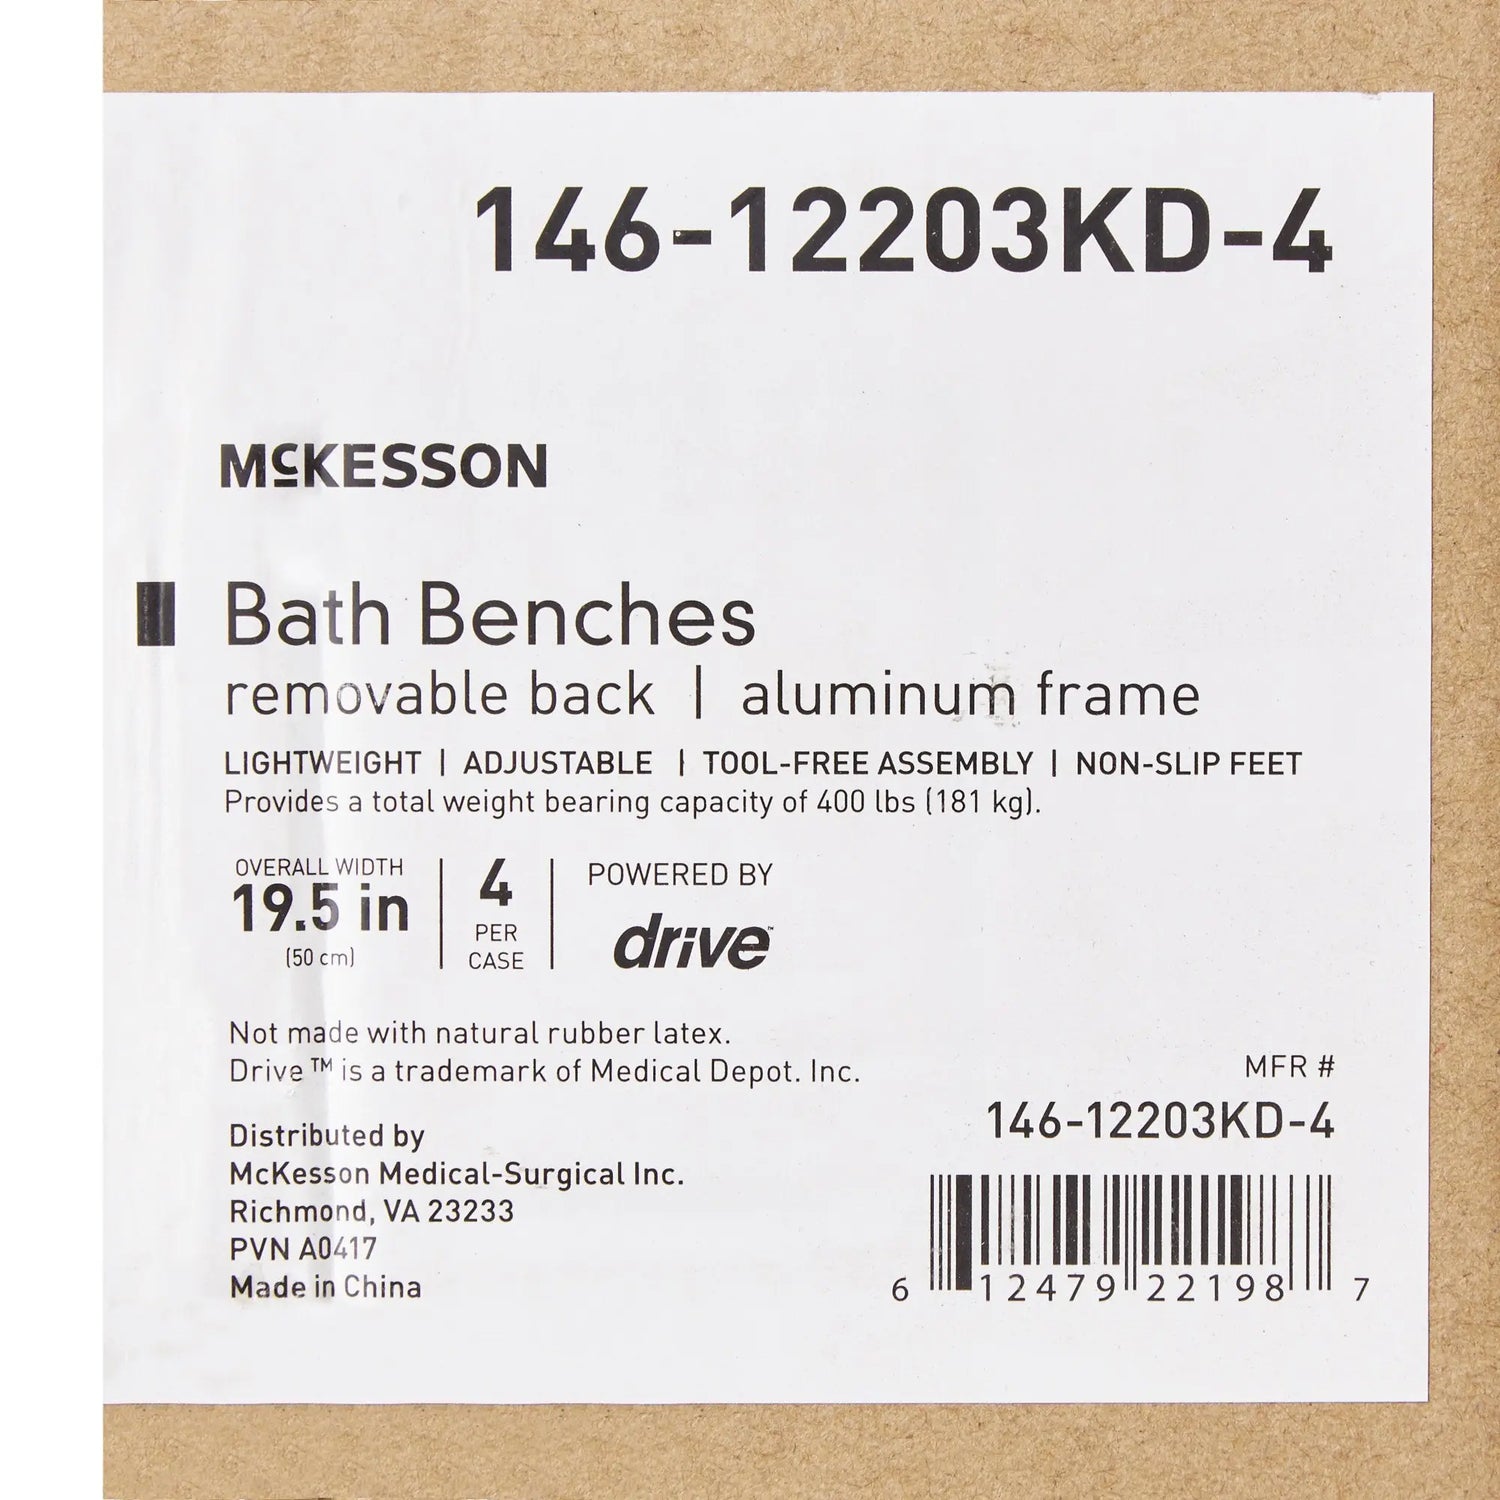 146-12203KD-4
McKESSON
Bath Benches
removable back | aluminum frame
LIGHTWEIGHT | ADJUSTABLE | TOOL-FREE ASSEMBLY | NON-SLIP FEET
Provides a total weight bearing capacity of 400 lbs (181 kg).
OVERALL WIDTH
19.5 in
(50 cm)
4
PER
CASE
POWERED BY
drive™
Not made with natural rubber latex.
Drive™ is a trademark of Medical Depot. Inc.
Distributed by
McKesson Medical-Surgical Inc.
Richmond, VA 23233
PVN A0417
Made in China
MFR #
146-12203KD-4
6 12479 22198 7